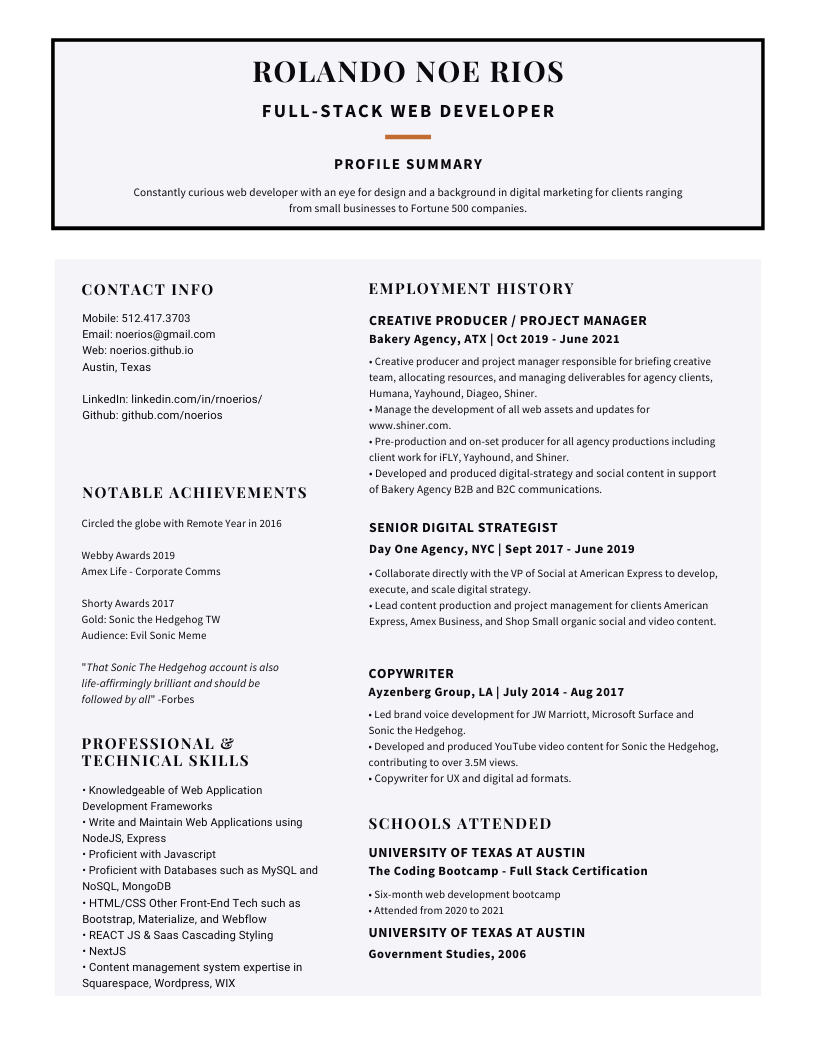 ROLANDO NOE RIOS
FULL-STACK WEB DEVELOPER
PROFILE SUMMARY
Constantly curious web developer with an eye for design and a background in digital marketing for clients ranging
from small businesses to Fortune 500 companies.
CONTACT INFO
Mobile: 512.417.3703
Email: noerios@gmail.com
Web: noerios.github.io
Austin, Texas
LinkedIn: linkedin.com/in/rnoerios/
Github: github.com/noerios
NOTABLE ACHIEVEMENTS
Circled the globe with Remote Year in 2016
Webby Awards 2019
Amex Life - Corporate Comms
Shorty Awards 2017
Gold: Sonic the Hedgehog TW
Audience: Evil Sonic Meme
"That Sonic The Hedgehog account is also
life-affirmingly brilliant and should be
followed by all" -Forbes
PROFESSIONAL &
TECHNICAL SKILLS
• Knowledgeable of Web Application
Development Frameworks
• Write and Maintain Web Applications using
NodeJS, Express
• Proficient with Javascript
• Proficient with Databases such as MySQL and
NoSQL, MongoDB
• HTML/CSS Other Front-End Tech such as
Bootstrap, Materialize, and Webflow
• REACT JS & Saas Cascading Styling
• NextJS
• Content management system expertise in
Squarespace, Wordpress, WIX
EMPLOYMENT HISTORY
CREATIVE PRODUCER / PROJECT MANAGER
Bakery Agency, ATX | Oct 2019 - June 2021
• Creative producer and project manager responsible for briefing creative
team, allocating resources, and managing deliverables for agency clients,
Humana, Yayhound, Diageo, Shiner.
• Manage the development of all web assets and updates for
www.shiner.com.
• Pre-production and on-set producer for all agency productions including
client work for iFLY, Yayhound, and Shiner.
• Developed and produced digital-strategy and social content in support
of Bakery Agency B2B and B2C communications.
SENIOR DIGITAL STRATEGIST
Day One Agency, NYC | Sept 2017 - June 2019
• Collaborate directly with the VP of Social at American Express to develop,
execute, and scale digital strategy.
• Lead content production and project management for clients American
Express, Amex Business, and Shop Small organic social and video content.
COPYWRITER
Ayzenberg Group, LA | July 2014 - Aug 2017
• Led brand voice development for JW Marriott, Microsoft Surface and
Sonic the Hedgehog.
• Developed and produced YouTube video content for Sonic the Hedgehog,
contributing to over 3.5M views.
• Copywriter for UX and digital ad formats.
SCHOOLS ATTENDED
UNIVERSITY OF TEXAS AT AUSTIN
The Coding Bootcamp - Full Stack Certification
• Six-month web development bootcamp
• Attended from 2020 to 2021
UNIVERSITY OF TEXAS AT AUSTIN
Government Studies, 2006